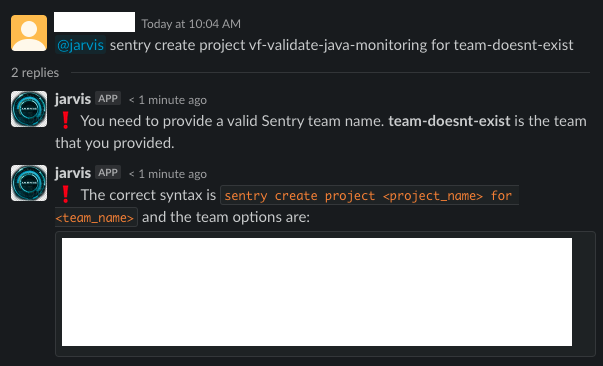 Today at 10:04 AM
@jarvis sentry create project vf-validate-java-monitoring for team-doesnt-exist
2 replies
jarvis APP < 1 minute ago
❗ You need to provide a valid Sentry team name. team-doesnt-exist is the team
that you provided.
jarvis APP < 1 minute ago
❗ The correct syntax is sentry create project <project_name> for
<team_name> and the team options are: